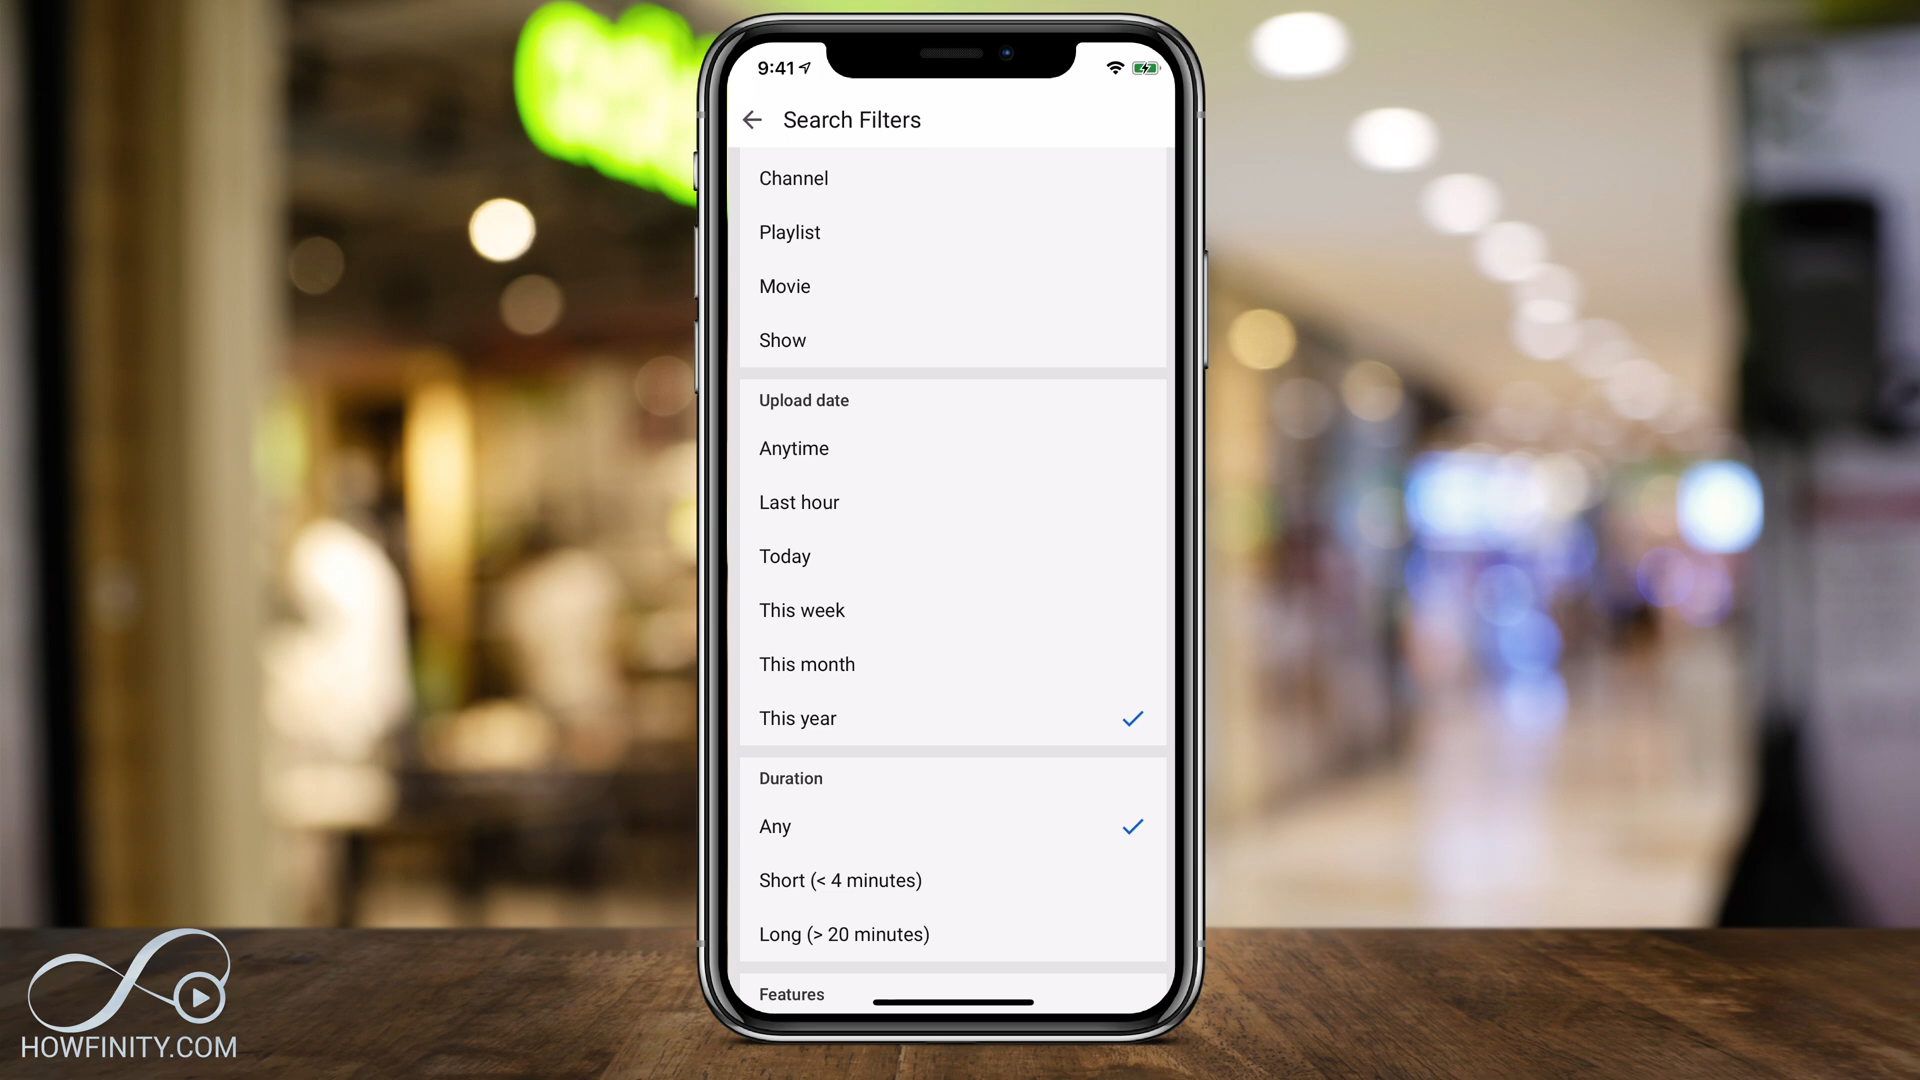 9:41
Search Filters
Channel
Playlist
Movie
Show
Upload date
Anytime
Last hour
Today
This week
This month
This year
Duration
Any
Short (< 4 minutes)
Long (> 20 minutes)
Features
HOWFINITY.COM